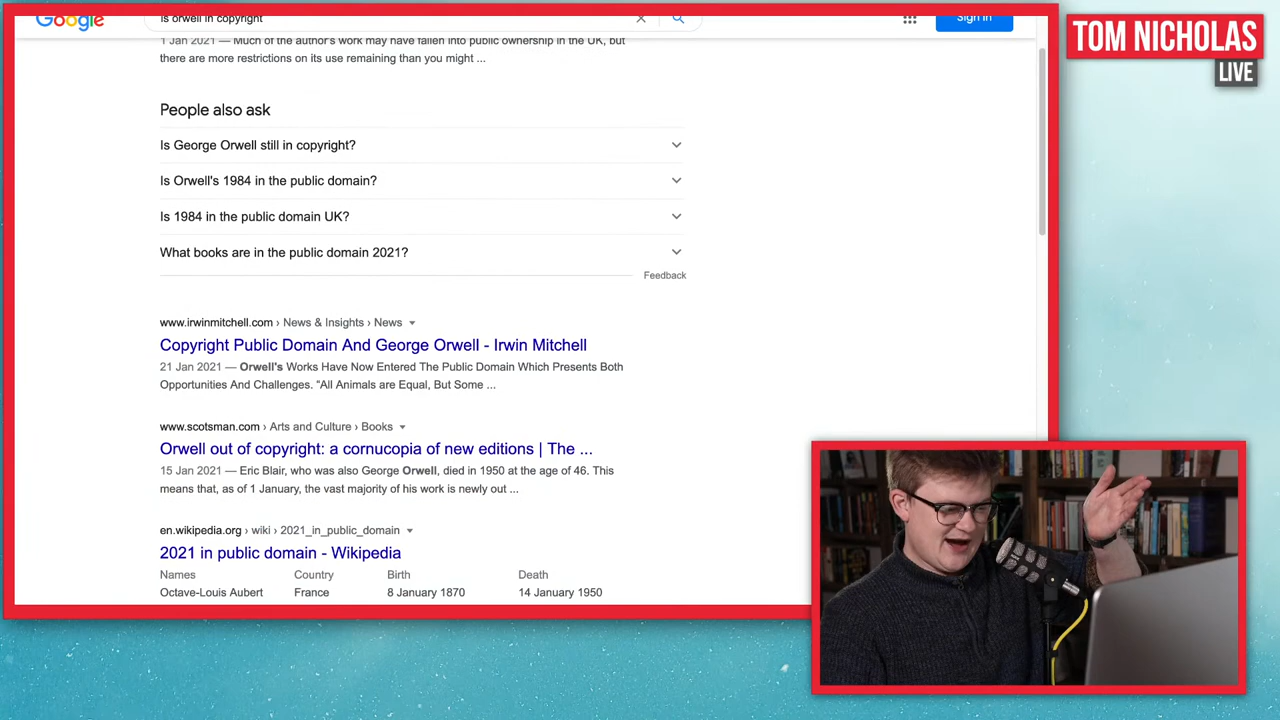 Google
is orwell in copyright
Sign in
TOM NICHOLAS
LIVE
1 Jan 2021 — Much of the author's work may have fallen into public ownership in the UK, but
there are more restrictions on its use remaining than you might ...
People also ask
Is George Orwell still in copyright?
Is Orwell's 1984 in the public domain?
Is 1984 in the public domain UK?
What books are in the public domain 2021?
Feedback
www.irwinmitchell.com › News & Insights › News
Copyright Public Domain And George Orwell - Irwin Mitchell
21 Jan 2021 — Orwell's Works Have Now Entered The Public Domain Which Presents Both
Opportunities And Challenges. “All Animals are Equal, But Some ...
www.scotsman.com › Arts and Culture › Books
Orwell out of copyright: a cornucopia of new editions | The ...
15 Jan 2021 — Eric Blair, who was also George Orwell, died in 1950 at the age of 46. This
means that, as of 1 January, the vast majority of his work is newly out ...
en.wikipedia.org › wiki › 2021_in_public_domain
2021 in public domain - Wikipedia
Names Country Birth Death
Octave-Louis Aubert France 8 January 1870 14 January 1950